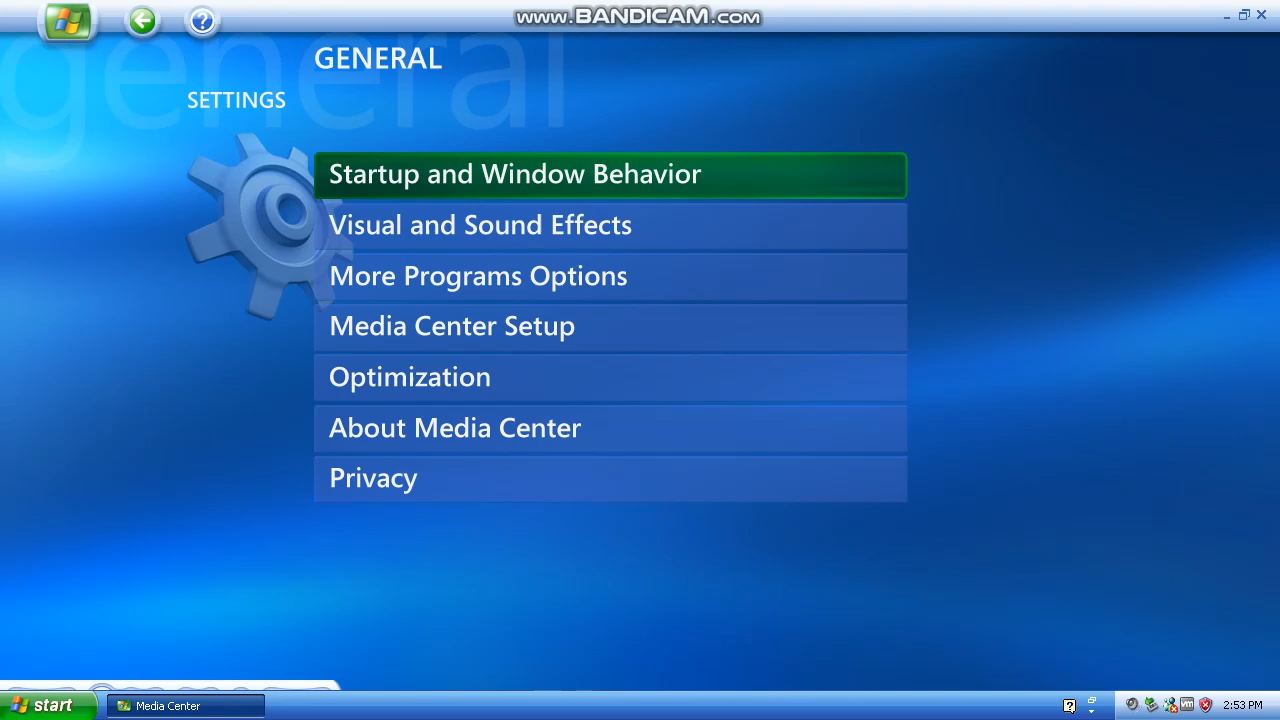 www.BANDICAM.com
general
GENERAL
SETTINGS
Startup and Window Behavior
Visual and Sound Effects
More Programs Options
Media Center Setup
Optimization
About Media Center
Privacy
start
Media Center
?
vm
2:53 PM